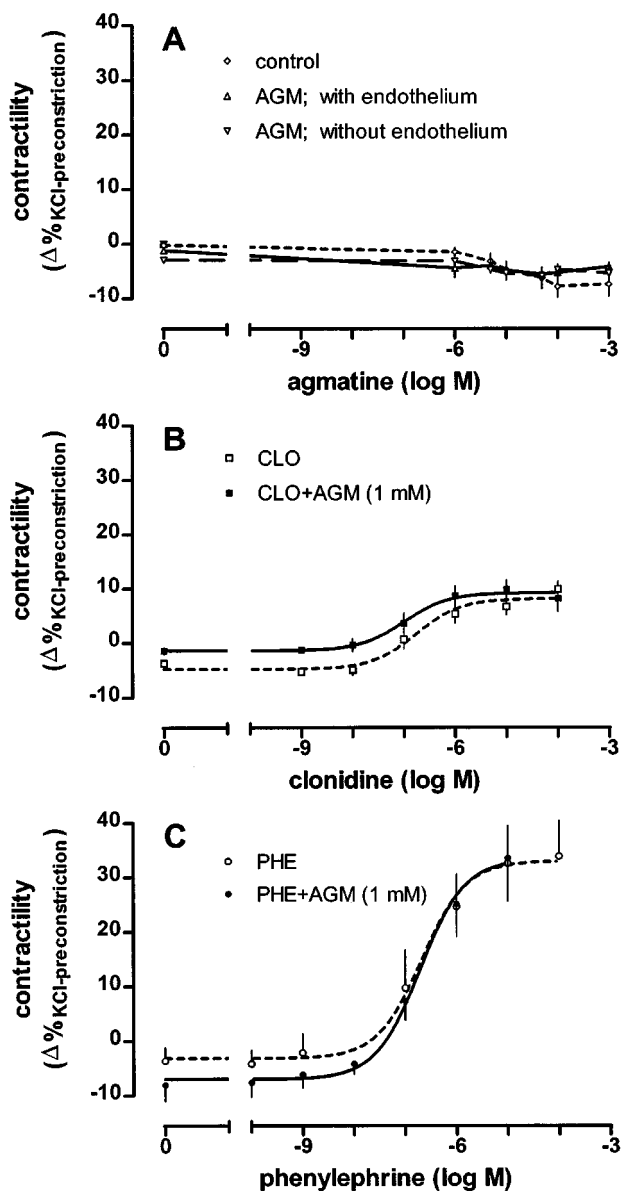 A
40
30
20
10
0
-10
contractility
(Δ%KCl-preconstriction)
control
AGM; with endothelium
AGM; without endothelium
0
-9
-6
-3
agmatine (log M)
B
40
30
20
10
0
-10
contractility
(Δ%KCl-preconstriction)
CLO
CLO+AGM (1 mM)
0
-9
-6
-3
clonidine (log M)
C
40
30
20
10
0
-10
contractility
(Δ%KCl-preconstriction)
PHE
PHE+AGM (1 mM)
0
-9
-6
-3
phenylephrine (log M)